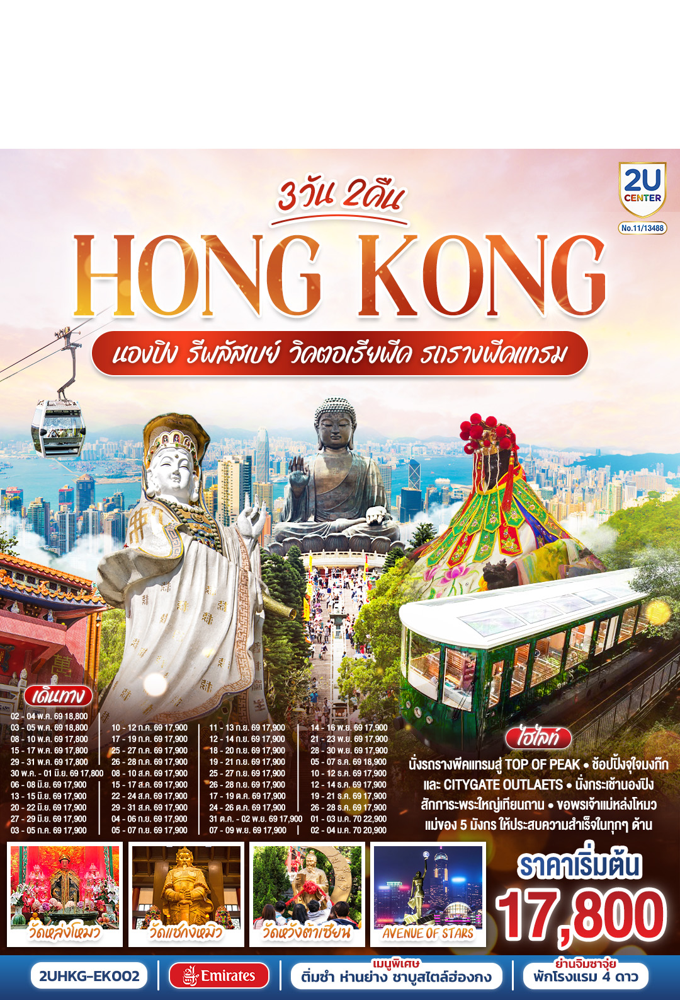 3วัน 2คืน
2U
CENTER
No.11/13488
HONG KONG
นองปิง รีพลัสเบย์ วิคตอเรียพีค รถรางพีคแทรม
เดินทาง
02 - 04 พ.ค. 69 18,800
03 - 05 พ.ค. 69 18,800
08 - 10 พ.ค. 69 17,800
15 - 17 พ.ค. 69 17,800
29 - 31 พ.ค. 69 17,800
30 พ.ค. - 01 มิ.ย. 69 17,800
06 - 08 มิ.ย. 69 17,900
13 - 15 มิ.ย. 69 17,900
20 - 22 มิ.ย. 69 17,900
27 - 29 มิ.ย. 69 17,900
03 - 05 ก.ค. 69 17,900
10 - 12 ก.ค. 69 17,900
17 - 19 ก.ค. 69 17,900
25 - 27 ก.ค. 69 17,900
26 - 28 ก.ค. 69 17,900
08 - 10 ส.ค. 69 17,900
15 - 17 ส.ค. 69 17,900
22 - 24 ส.ค. 69 17,900
29 - 31 ส.ค. 69 17,900
04 - 06 ก.ย. 69 17,900
05 - 07 ก.ย. 69 17,900
11 - 13 ก.ย. 69 17,900
12 - 14 ก.ย. 69 17,900
18 - 20 ก.ย. 69 17,900
19 - 21 ก.ย. 69 17,900
25 - 27 ก.ย. 69 17,900
26 - 28 ก.ย. 69 17,900
17 - 19 ต.ค. 69 17,900
24 - 26 ต.ค. 69 17,900
31 ต.ค. - 02 พ.ย. 69 17,900
07 - 09 พ.ย. 69 17,900
14 - 16 พ.ย. 69 17,900
21 - 23 พ.ย. 69 17,900
28 - 30 พ.ย. 69 17,900
05 - 07 ธ.ค. 69 18,900
10 - 12 ธ.ค. 69 17,900
12 - 14 ธ.ค. 69 17,900
19 - 21 ธ.ค. 69 17,900
26 - 28 ธ.ค. 69 17,900
01 - 03 ม.ค. 70 22,900
02 - 04 ม.ค. 70 20,900
ไฮไลท์
นั่งรถรางพีคแทรมสู่ TOP OF PEAK • ช้อปปิ้งจุใจมงก๊ก
และ CITYGATE OUTLAETS • นั่งกระเช้านองปิง
สักการะพระใหญ่เทียนถาน • ขอพรเจ้าแม่หล่งโหมว
แม่ของ 5 มังกร ให้ประสบความสำเร็จในทุกๆ ด้าน
วัดหล่งโหมว
วัดแชกงหมิว
วัดหวังต้าเซียน
AVENUE OF STARS
ราคาเริ่มต้น
17,800
2UHKG-EK002
Emirates
เมนูพิเศษ
ติ่มซำ ห่านย่าง ชาบูสไตล์ฮ่องกง
ย่านจิมซาจุ่ย
พักโรงแรม 4 ดาว